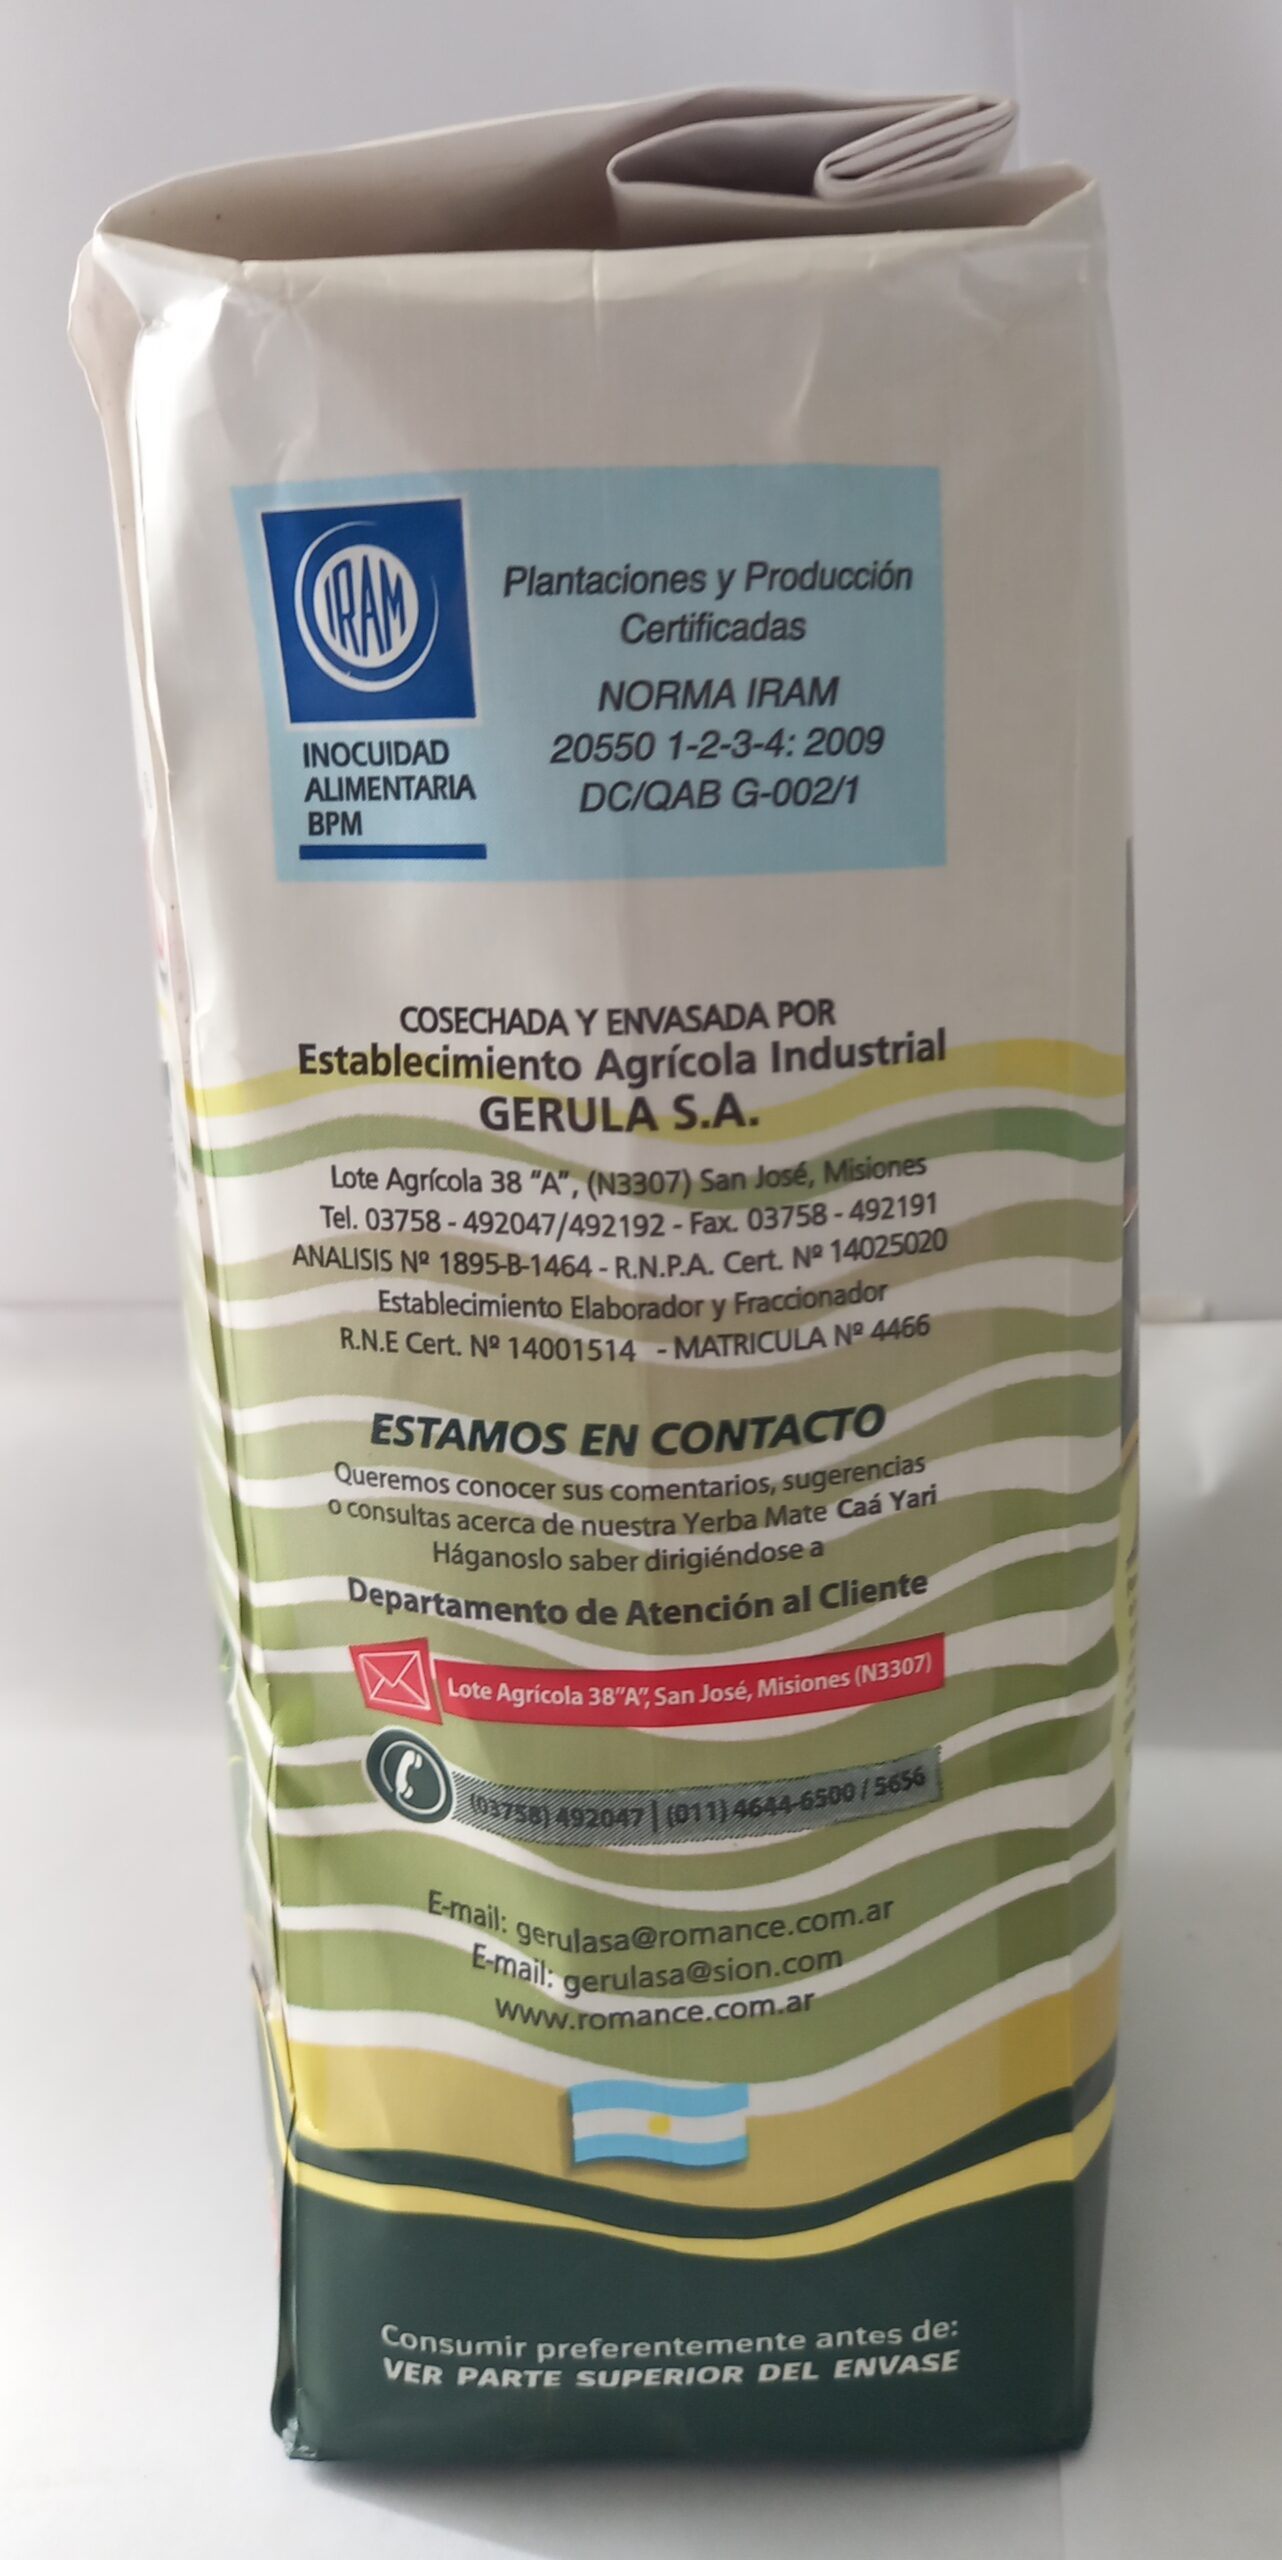 IRAM
INOCUIDAD
ALIMENTARIA
BPM
Plantaciones y Producción
Certificadas
NORMA IRAM
20550 1-2-3-4: 2009
DC/QAB G-002/1
COSECHADA Y ENVASADA POR
Establecimiento Agrícola Industrial
GERULA S.A.
Lote Agrícola 38 "A", (N3307) San José, Misiones
Tel. 03758 - 492047/492192 - Fax. 03758 - 492191
ANALISIS Nº 1895-B-1464 - R.N.P.A. Cert. Nº 14025020
Establecimiento Elaborador y Fraccionador
R.N.E Cert. Nº 14001514 - MATRICULA Nº 4466
ESTAMOS EN CONTACTO
Queremos conocer sus comentarios, sugerencias
o consultas acerca de nuestra Yerba Mate Caá Yari
Háganoslo saber dirigiéndose a
Departamento de Atención al Cliente
Lote Agrícola 38"A", San José, Misiones (N3307)
(03758) 492047 | (011) 4644-6500 / 5656
E-mail: gerulasa@romance.com.ar
E-mail: gerulasa@sion.com
www.romance.com.ar
Consumir preferentemente antes de:
VER PARTE SUPERIOR DEL ENVASE